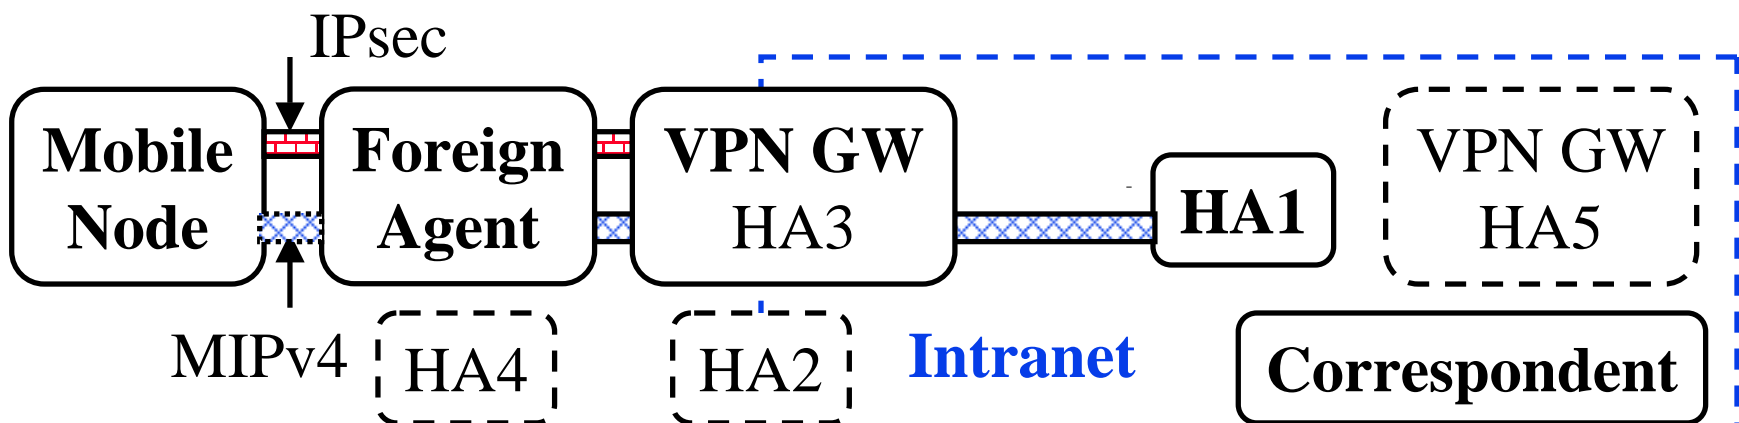 IPsec
Mobile
Node
Foreign
Agent
VPN GW
HA3
HA1
VPN GW
HA5
MIPv4
HA4
HA2
Intranet
Correspondent